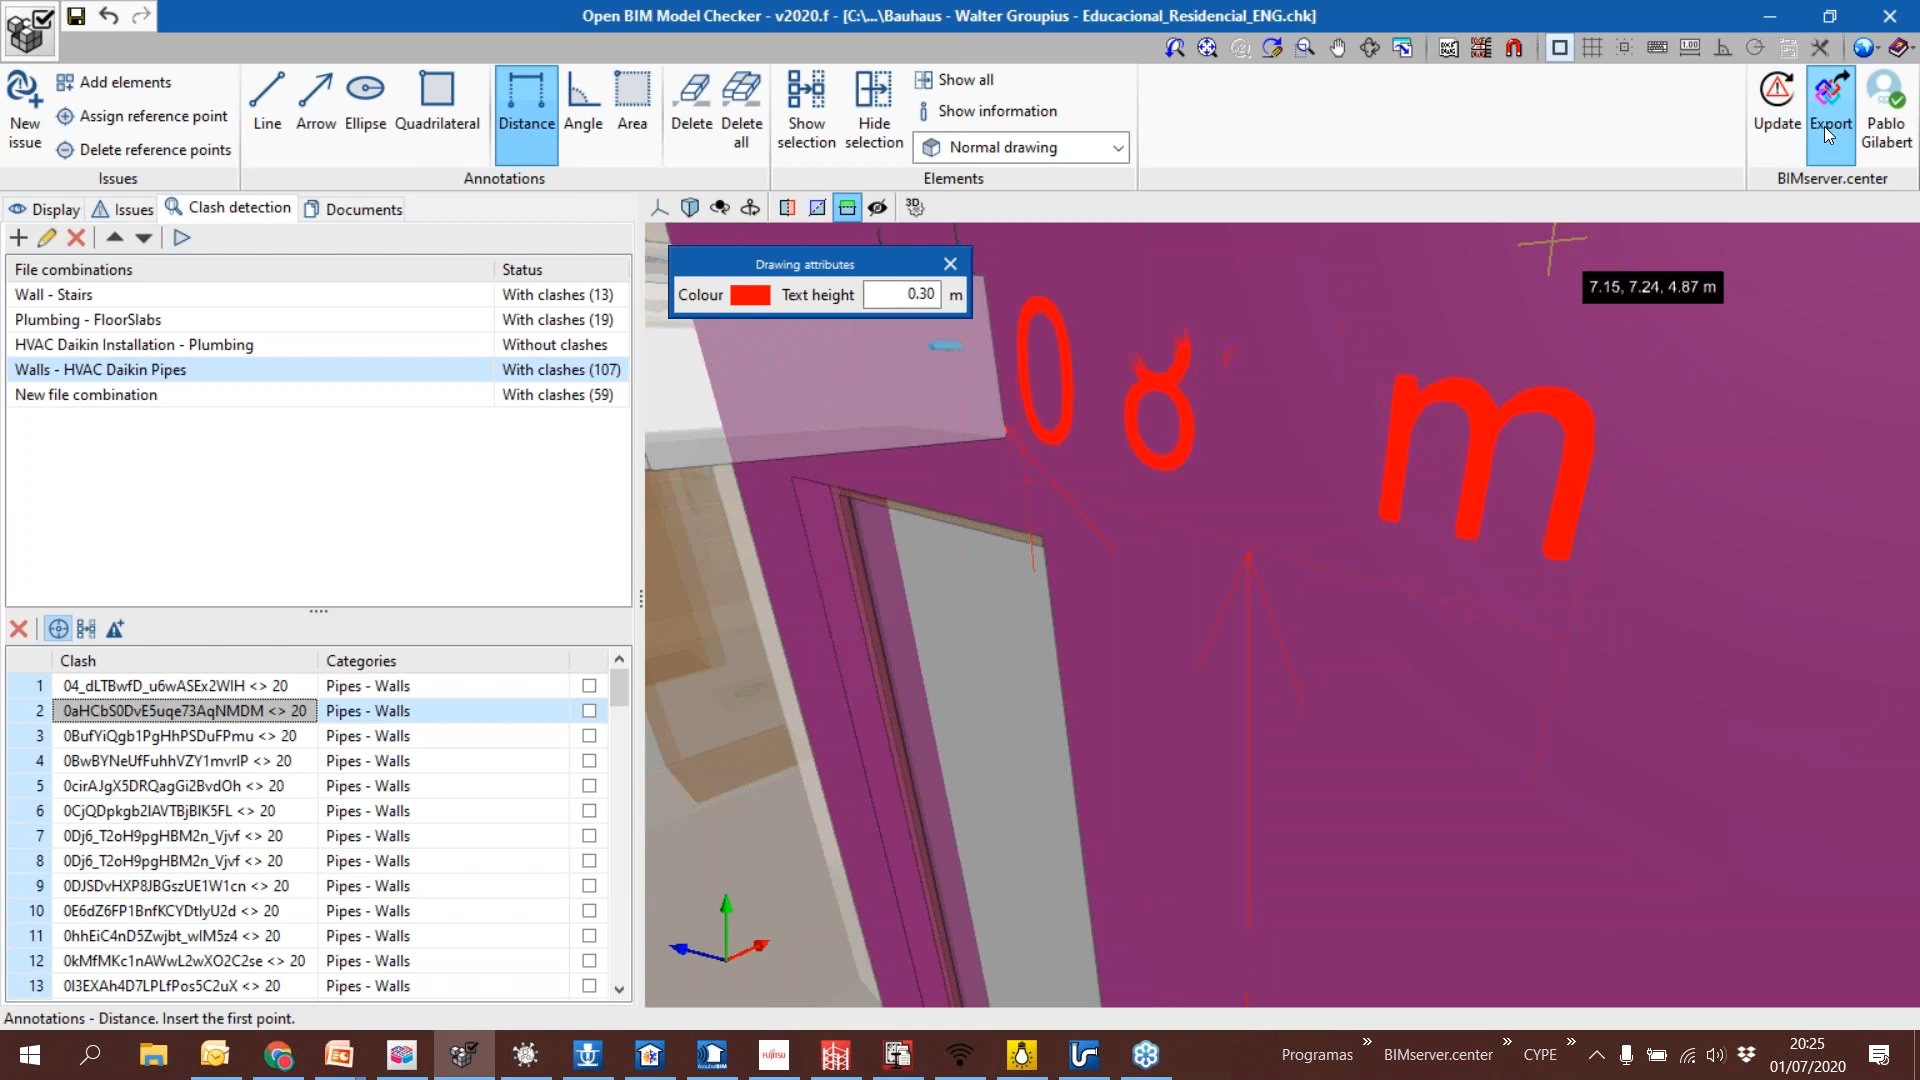 Open BIM Model Checker - v2020.f - [C:\...\Bauhaus - Walter Groupius - Educacional_Residencial_ENG.chk]
New issue
Add elements
Assign reference point
Delete reference points
Issues
Line
Arrow
Ellipse
Quadrilateral
Distance
Angle
Area
Delete
Delete all
Annotations
Show selection
Hide selection
Show all
Show information
Normal drawing
Elements
Update
Export
Pablo Gilabert
BIMserver.center
Display
Issues
Clash detection
Documents
File combinations Status
Wall - Stairs With clashes (13)
Plumbing - FloorSlabs With clashes (19)
HVAC Daikin Installation - Plumbing Without clashes
Walls - HVAC Daikin Pipes With clashes (107)
New file combination With clashes (59)
Clash Categories
1 04_dLTBwfD_u6wASEx2WIH <> 20 Pipes - Walls
2 0aHCbS0DvE5uqe73AqNMDM <> 20 Pipes - Walls
3 0BufYiQgb1PgHhPSDuFPmu <> 20 Pipes - Walls
4 0BwBYNeUfFuhhVZY1mvrIP <> 20 Pipes - Walls
5 0cirAJgX5DRQagGi2BvdOh <> 20 Pipes - Walls
6 0CjQDpkgb2IAVTBjBIK5FL <> 20 Pipes - Walls
7 0Dj6_T2oH9pgHBM2n_Vjvf <> 20 Pipes - Walls
8 0Dj6_T2oH9pgHBM2n_Vjvf <> 20 Pipes - Walls
9 0DJSDvHXP8JBGszUE1W1cn <> 20 Pipes - Walls
10 0E6dZ6FP1BnfKCYDtlyU2d <> 20 Pipes - Walls
11 0hhEiC4nD5Zwjbt_wIM5z4 <> 20 Pipes - Walls
12 0kMfMKc1nAWwL2wXO2C2se <> 20 Pipes - Walls
13 0I3EXAh4D7LPLfPos5C2uX <> 20 Pipes - Walls
Drawing attributes
Colour Text height 0.30 m
7.15, 7.24, 4.87 m
m
Annotations - Distance. Insert the first point.
FUJITSU
Programas
BIMserver.center
CYPE
20:25
01/07/2020